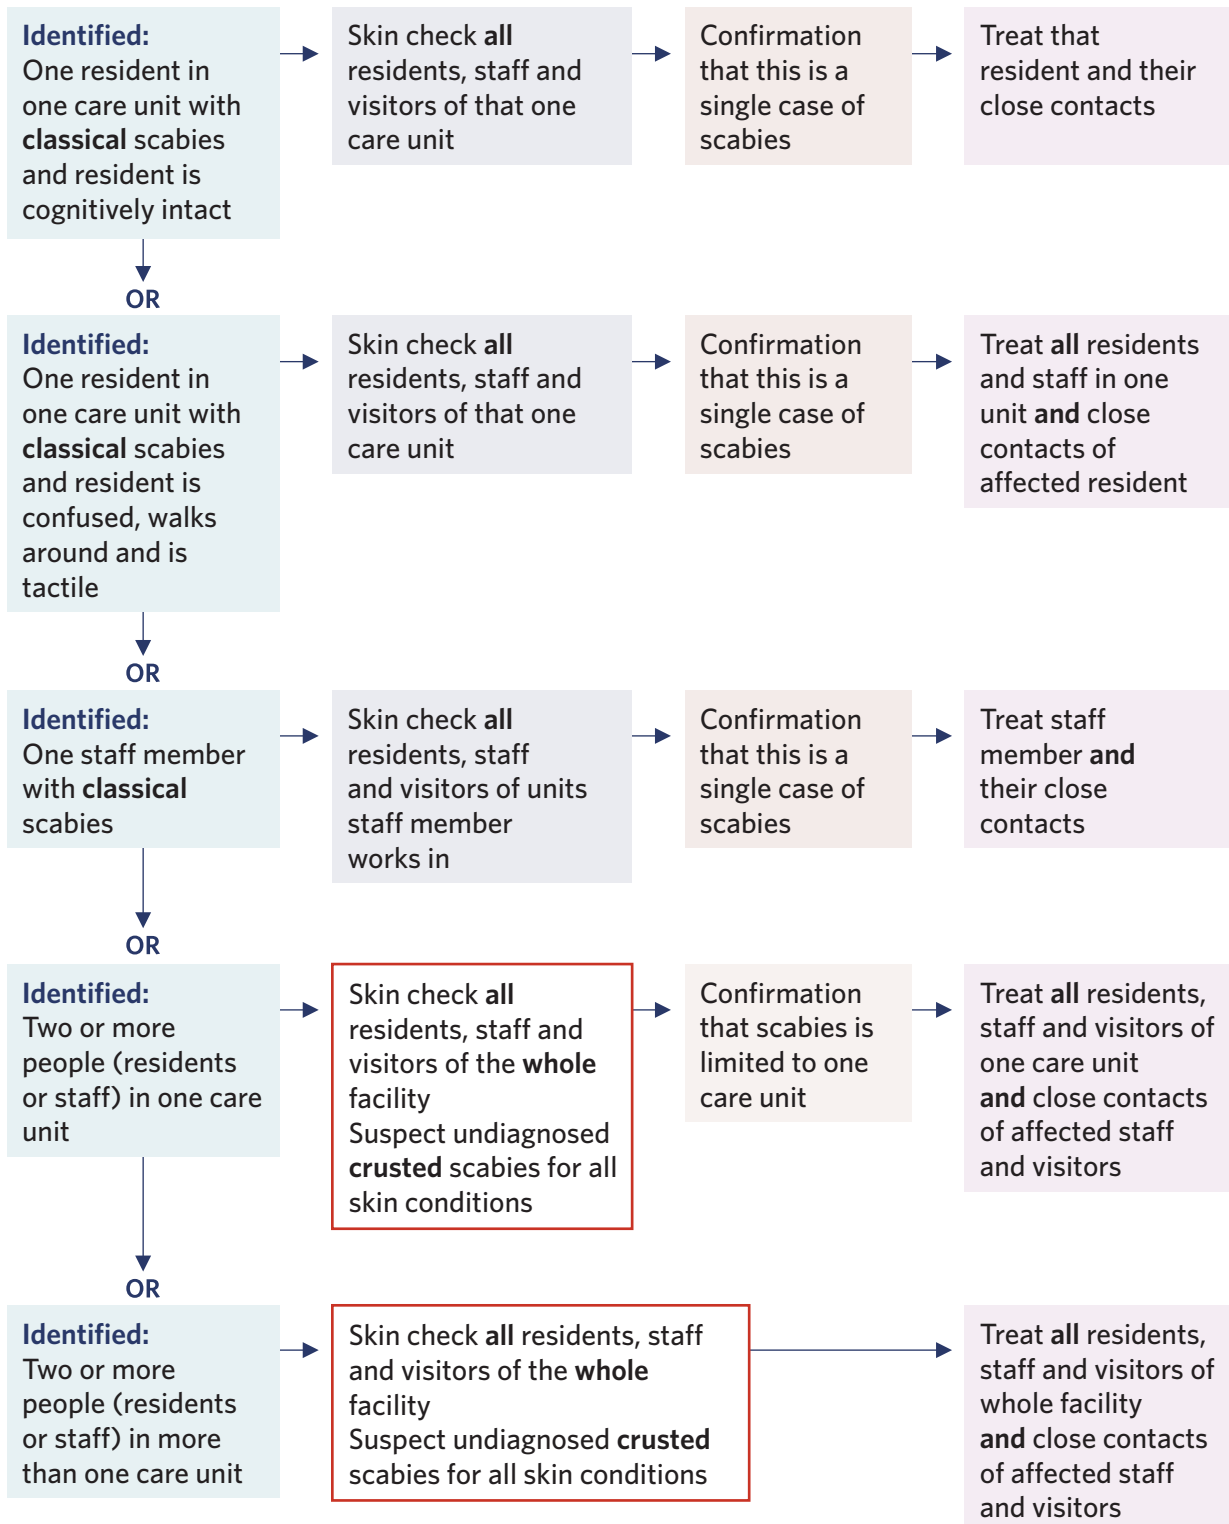 Identified:
One resident in
one care unit with
classical scabies
and resident is
cognitively intact
Skin check all
residents, staff and
visitors of that one
care unit
Confirmation
that this is a
single case of
scabies
Treat that
resident and their
close contacts
OR
Identified:
One resident in
one care unit with
classical scabies
and resident is
confused, walks
around and is
tactile
Skin check all
residents, staff and
visitors of that one
care unit
Confirmation
that this is a
single case of
scabies
Treat all residents
and staff in one
unit and close
contacts of
affected resident
OR
Identified:
One staff member
with classical
scabies
Skin check all
residents, staff
and visitors of units
staff member
works in
Confirmation
that this is a
single case of
scabies
Treat staff
member and
their close
contacts
OR
Identified:
Two or more
people (residents
or staff) in one care
unit
Skin check all
residents, staff and
visitors of the whole
facility
Suspect undiagnosed
crusted scabies for all
skin conditions
Confirmation
that scabies is
limited to one
care unit
Treat all residents,
staff and visitors of
one care unit
and close contacts
of affected staff
and visitors
OR
Identified:
Two or more
people (residents
or staff) in more
than one care unit
Skin check all residents, staff
and visitors of the whole
facility
Suspect undiagnosed crusted
scabies for all skin conditions
Treat all residents,
staff and visitors of
whole facility
and close contacts
of affected staff
and visitors